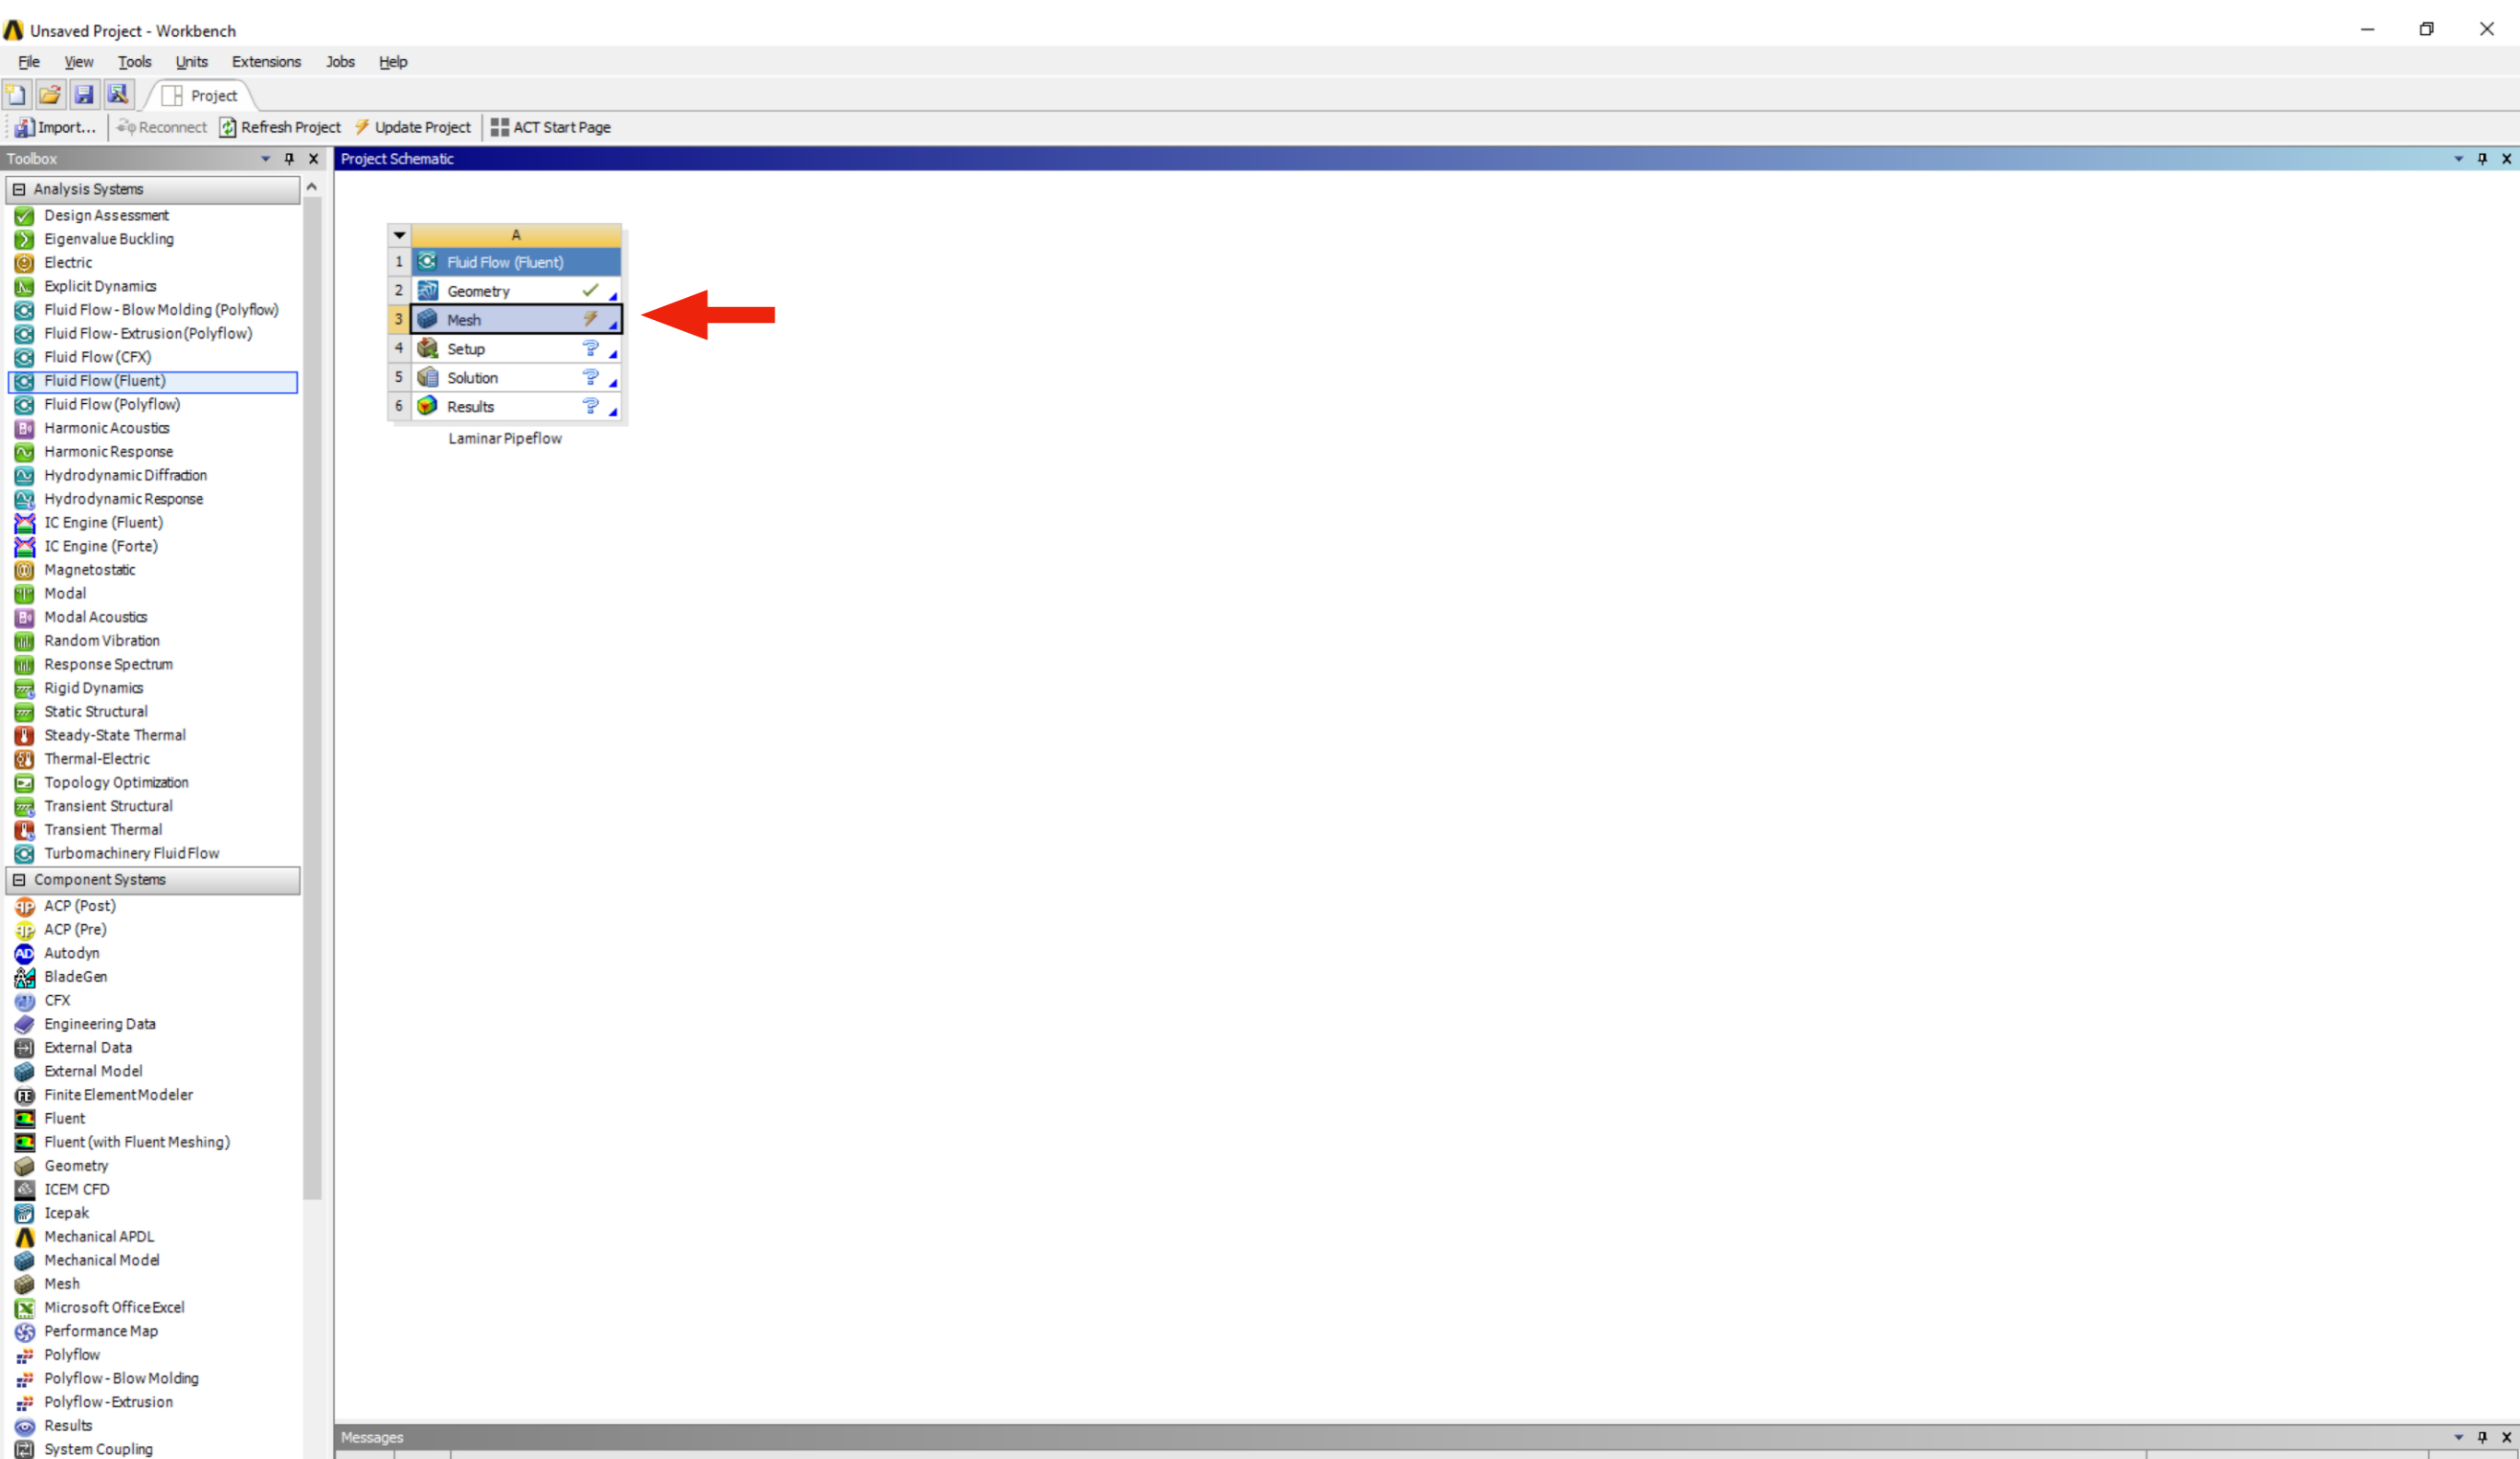 Unsaved Project - Workbench
File View Tools Units Extensions Jobs Help
Project
Import... Reconnect Refresh Project Update Project ACT Start Page
Toolbox
Project Schematic
Analysis Systems
Design Assessment
Eigenvalue Buckling
Electric
Explicit Dynamics
Fluid Flow - Blow Molding (Polyflow)
Fluid Flow - Extrusion (Polyflow)
Fluid Flow (CFX)
Fluid Flow (Fluent)
Fluid Flow (Polyflow)
Harmonic Acoustics
Harmonic Response
Hydrodynamic Diffraction
Hydrodynamic Response
IC Engine (Fluent)
IC Engine (Forte)
Magnetostatic
Modal
Modal Acoustics
Random Vibration
Response Spectrum
Rigid Dynamics
Static Structural
Steady-State Thermal
Thermal-Electric
Topology Optimization
Transient Structural
Transient Thermal
Turbomachinery Fluid Flow
Component Systems
ACP (Post)
ACP (Pre)
Autodyn
BladeGen
CFX
Engineering Data
External Data
External Model
Finite Element Modeler
Fluent
Fluent (with Fluent Meshing)
Geometry
ICEM CFD
Icepak
Mechanical APDL
Mechanical Model
Mesh
Microsoft Office Excel
Performance Map
Polyflow
Polyflow - Blow Molding
Polyflow - Extrusion
Results
System Coupling
A
1 Fluid Flow (Fluent)
2 Geometry
3 Mesh
4 Setup
5 Solution
6 Results
Laminar Pipeflow
Messages